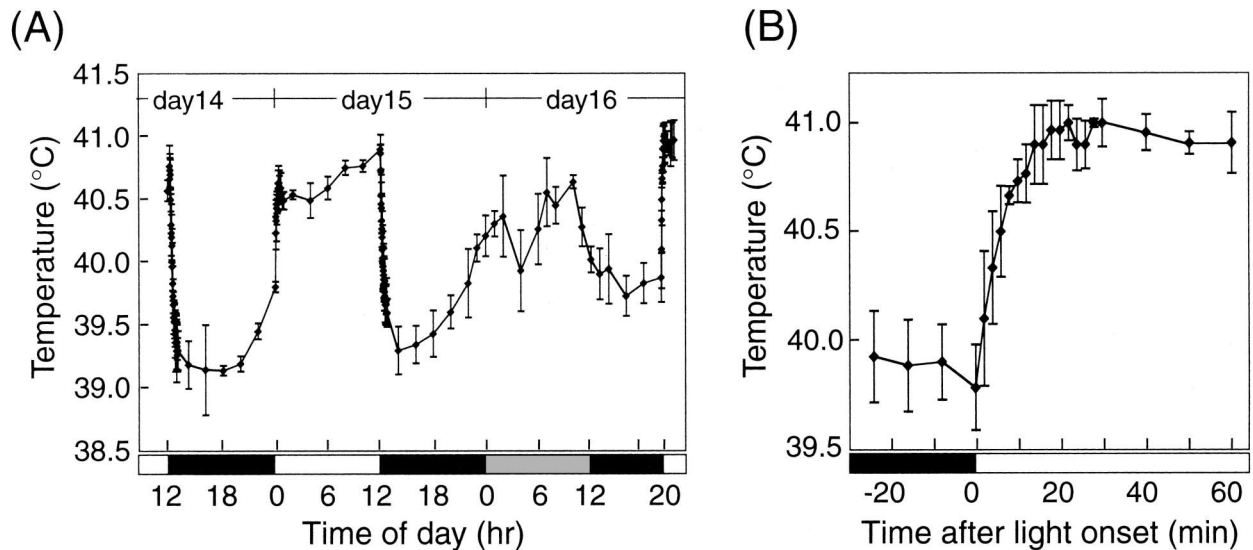 (A)
41.5
41.0
40.5
40.0
39.5
39.0
38.5
Temperature (°C)
day14 day15 day16
12 18 0 6 12 18 0 6 12 20
Time of day (hr)
(B)
41.0
40.5
40.0
39.5
Temperature (°C)
-20 0 20 40 60
Time after light onset (min)